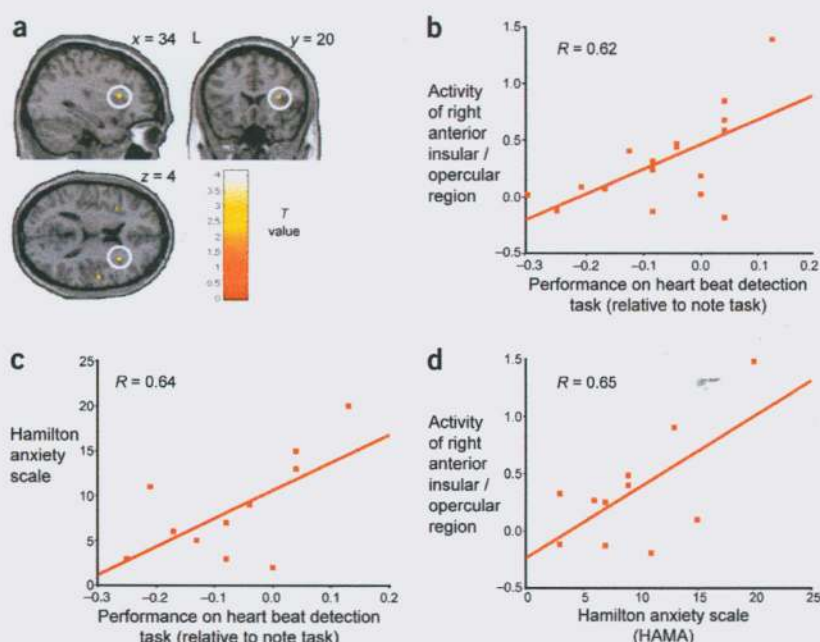 a
x = 34
L
y = 20
z = 4
4
3.5
3
2.5
2
1.5
1
0.5
0
T
value
b
R = 0.62
Activity of
right anterior
insular /
opercular
region
1.5
1.0
0.5
0.0
−0.5
−0.3
−0.2
−0.1
0.0
0.1
0.2
Performance on heart beat detection
task (relative to note task)
c
R = 0.64
Hamilton
anxiety
scale
25
20
15
10
5
0
−0.3
−0.2
−0.1
0.0
0.1
0.2
Performance on heart beat detection
task (relative to note task)
d
R = 0.65
Activity of
right anterior
insular /
opercular
region
1.5
1.0
0.5
0.0
−0.5
0
5
10
15
20
25
Hamilton anxiety scale
(HAMA)